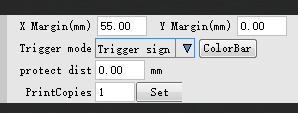 X Margin(mm) 55.00 Y Margin(mm) 0.00
Trigger mode Trigger sign ColorBar
protect dist 0.00 mm
PrintCopies 1 Set